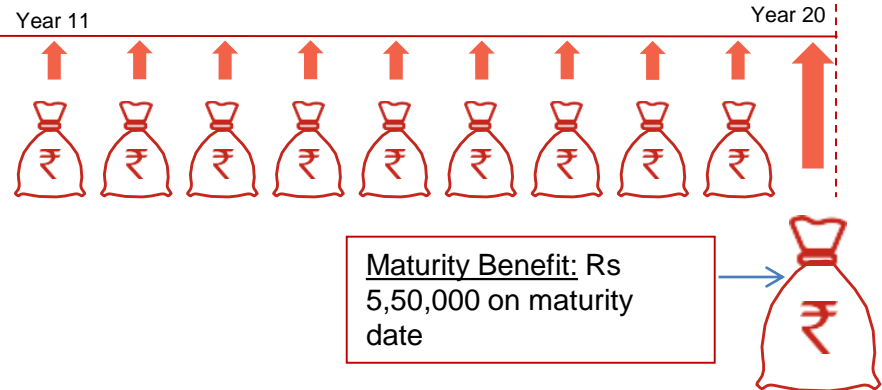 Year 11
Year 20
₹ ₹ ₹ ₹ ₹ ₹ ₹ ₹ ₹
Maturity Benefit: Rs
5,50,000 on maturity
date
₹